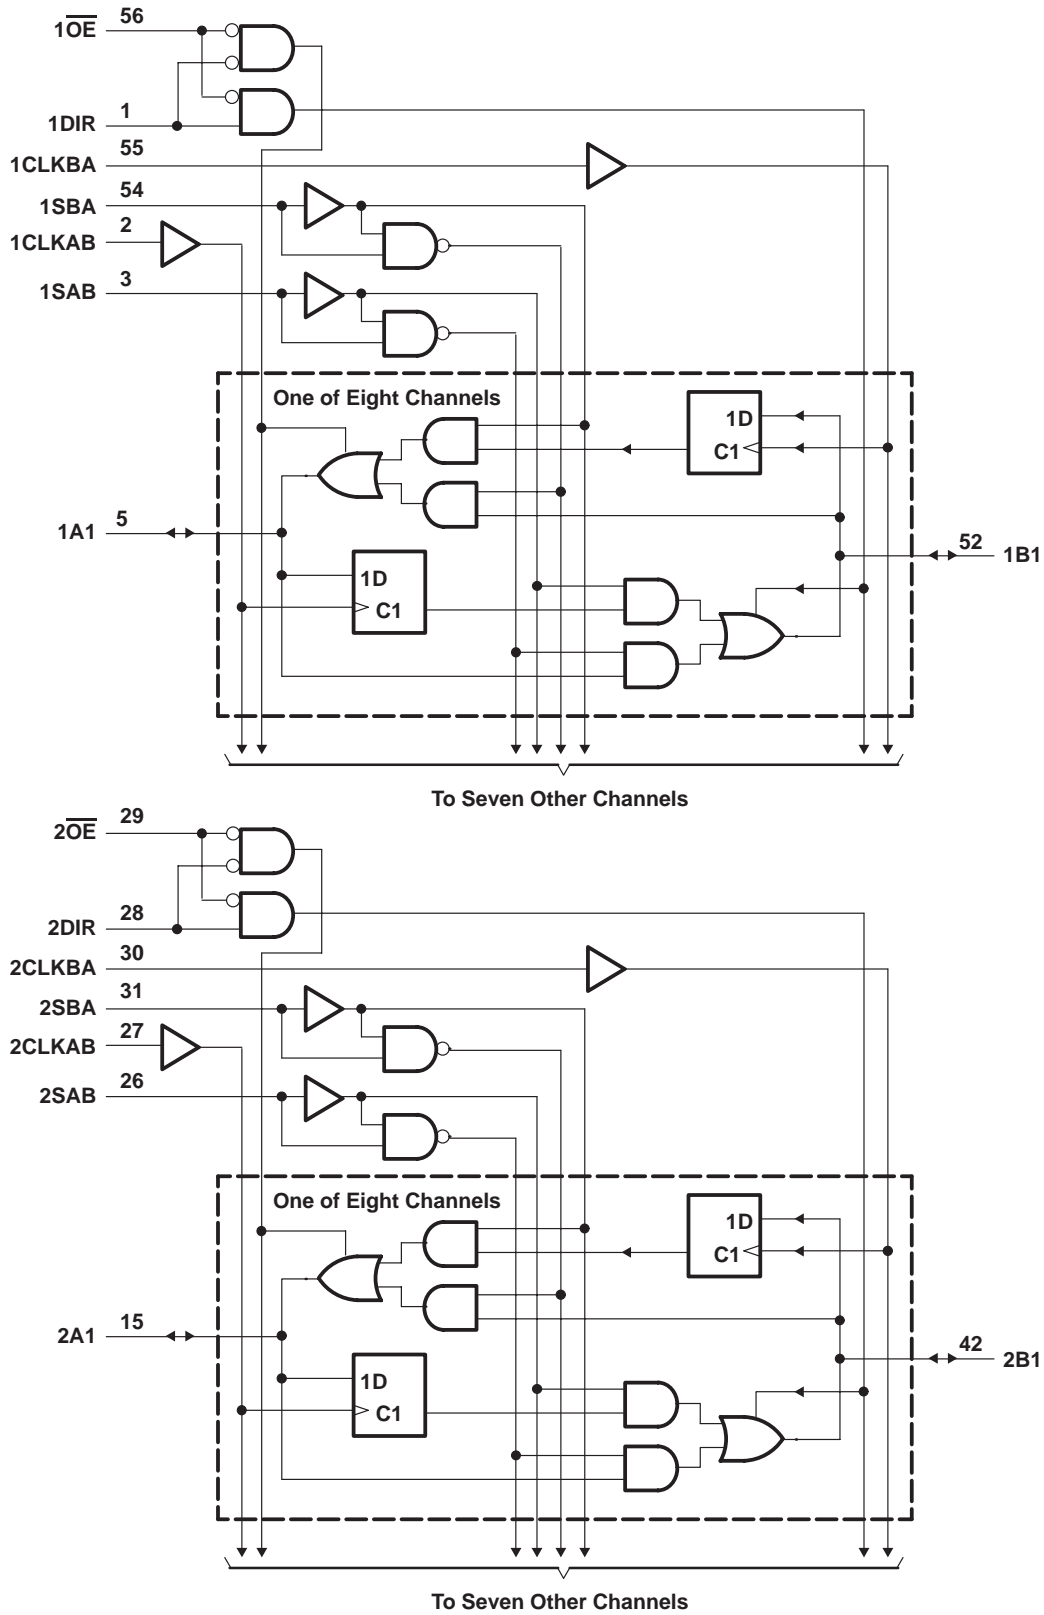 56
1O̅E̅
1
1DIR
55
1CLKBA
54
1SBA
2
1CLKAB
3
1SAB
One of Eight Channels
1D
C1
5
1A1
52
1B1
1D
C1
To Seven Other Channels
29
2O̅E̅
28
2DIR
30
2CLKBA
31
2SBA
27
2CLKAB
26
2SAB
One of Eight Channels
1D
C1
15
2A1
42
2B1
1D
C1
To Seven Other Channels